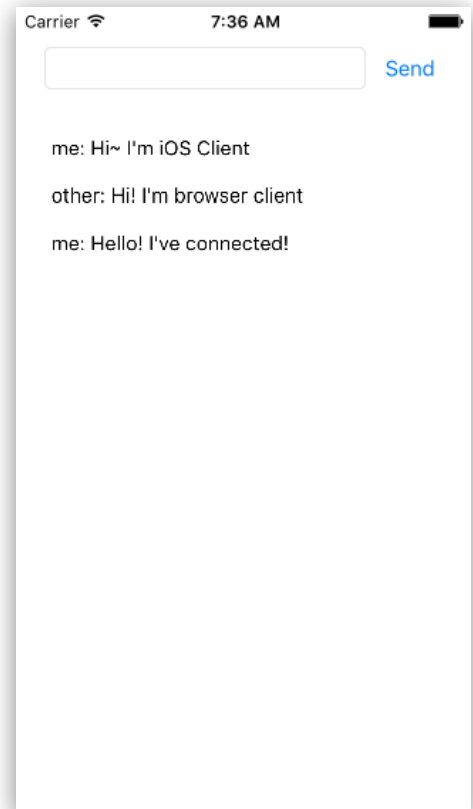 Carrier 7:36 AM
Send
me: Hi~ I'm iOS Client
other: Hi! I'm browser client
me: Hello! I've connected!